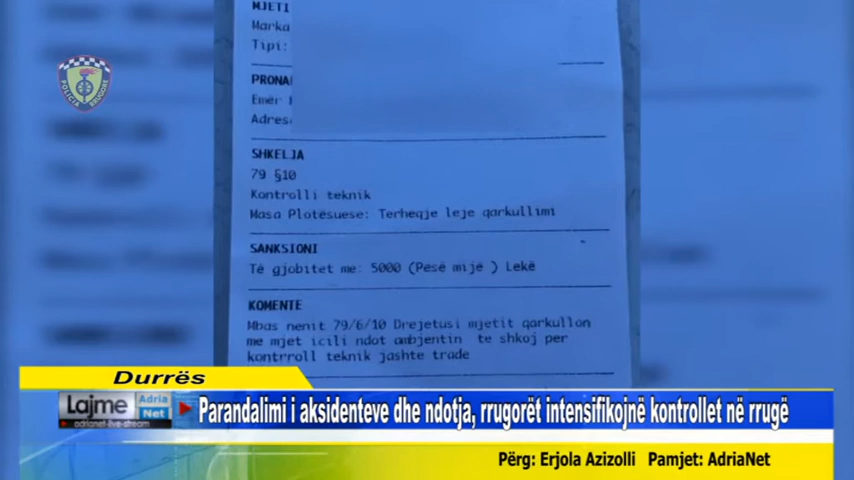 MJETI
Marka
Tipi:
PRONA
Emër
Adres
SHKELJA
79 §10
Kontrolli teknik
Masa Plotësuese: Terheqje leje qarkullimi
SANKSIONI
Të gjobitet me: 5000 (Pesë mijë ) Lekë
KOMENTE
Mbas nenit 79/6/10 Drejetusi mjetit qarkullon
me mjet icili ndot ambjentin te shkoj per
kontrroll teknik jashte trade
POLICIA
RRUGORE
Durrës
Lajme Adria Net
adrianet-live-stream
Parandalimi i aksidenteve dhe ndotja, rrugorët intensifikojnë kontrollet në rrugë
Përg: Erjola Azizolli Pamjet: AdriaNet